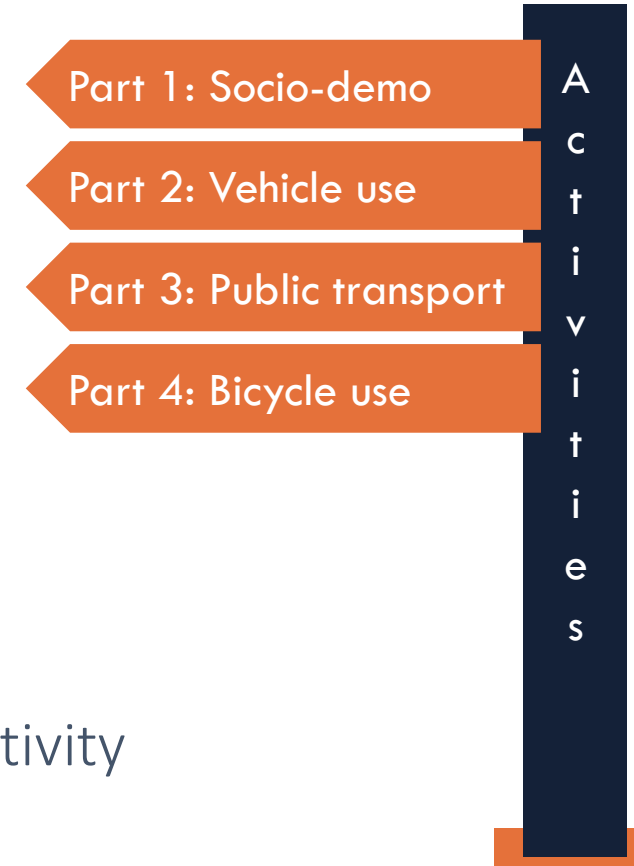 Part 1: Socio-demo
Part 2: Vehicle use
Part 3: Public transport
Part 4: Bicycle use
Activities
tivity